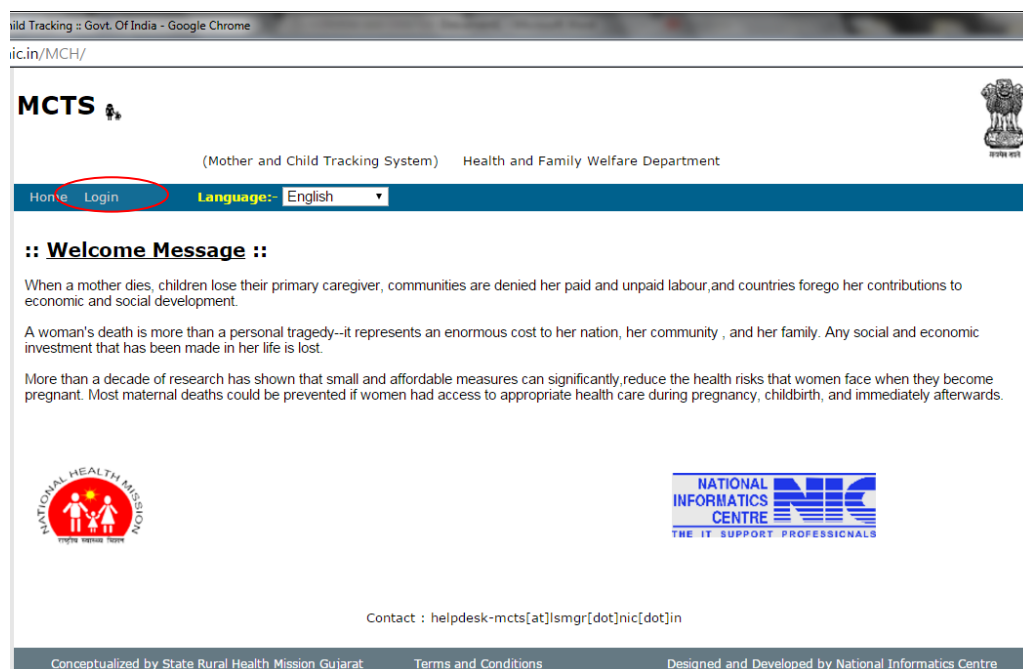 ild Tracking :: Govt. Of India - Google Chrome
ic.in/MCH/
MCTS
(Mother and Child Tracking System) Health and Family Welfare Department
Home Login Language:- English
:: Welcome Message ::
When a mother dies, children lose their primary caregiver, communities are denied her paid and unpaid labour,and countries forego her contributions to
economic and social development.
A woman's death is more than a personal tragedy--it represents an enormous cost to her nation, her community , and her family. Any social and economic
investment that has been made in her life is lost.
More than a decade of research has shown that small and affordable measures can significantly,reduce the health risks that women face when they become
pregnant. Most maternal deaths could be prevented if women had access to appropriate health care during pregnancy, childbirth, and immediately afterwards.
NATIONAL HEALTH MISSION
राष्ट्रीय स्वास्थ्य मिशन
NATIONAL
INFORMATICS
CENTRE
NIC
THE IT SUPPORT PROFESSIONALS
Contact : helpdesk-mcts[at]lsmgr[dot]nic[dot]in
Conceptualized by State Rural Health Mission Gujarat Terms and Conditions Designed and Developed by National Informatics Centre